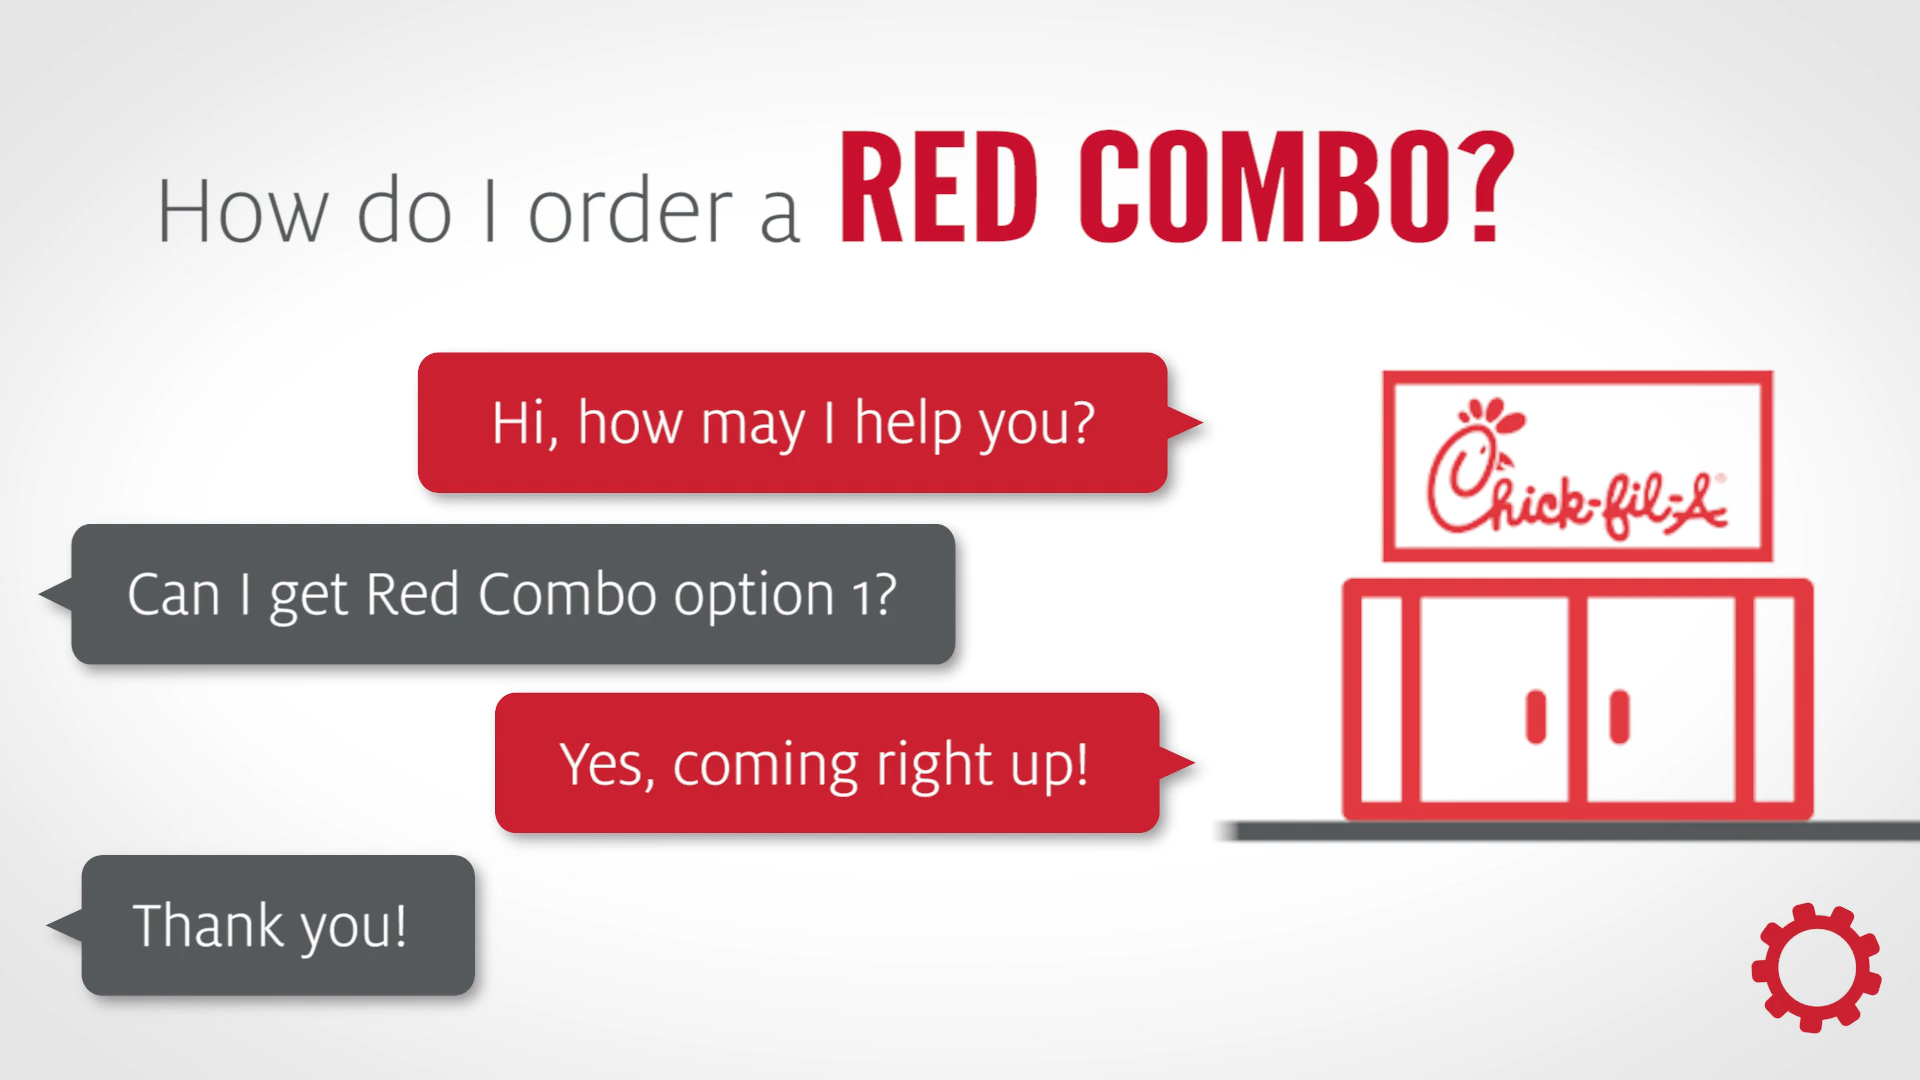 How do I order a RED COMBO?
Hi, how may I help you?
Chick-fil-A®
Can I get Red Combo option 1?
Yes, coming right up!
Thank you!